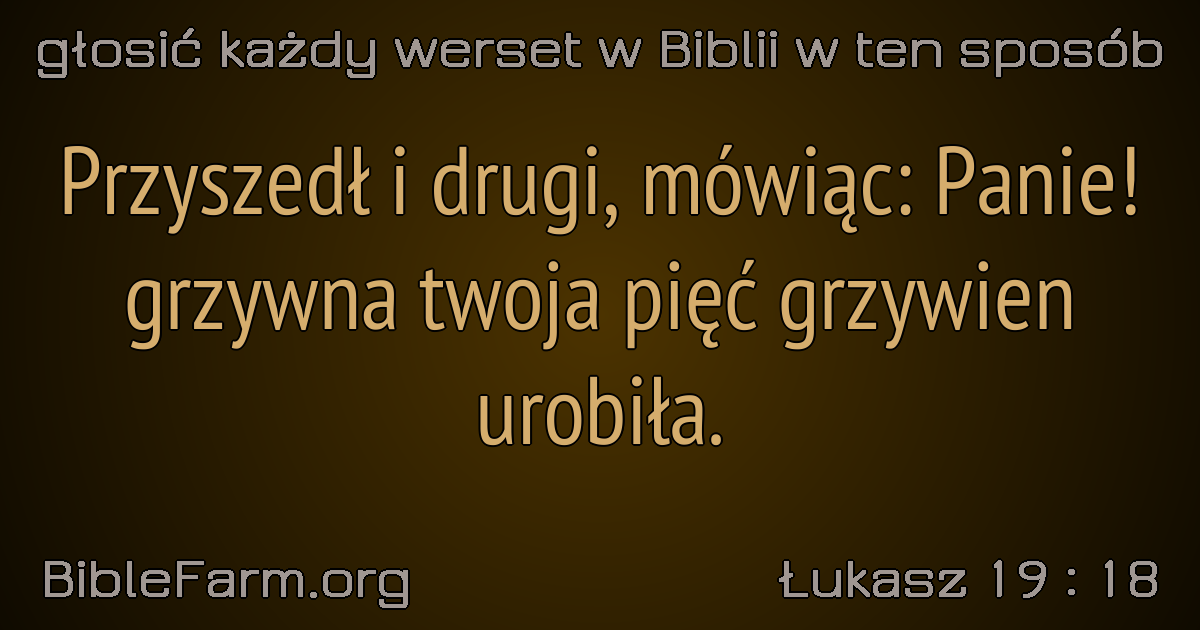 głosić każdy werset w Biblii w ten sposób
Przyszedł i drugi, mówiąc: Panie!
grzywna twoja pięć grzywien
urobiła.
BibleFarm.org
Łukasz 19 : 18